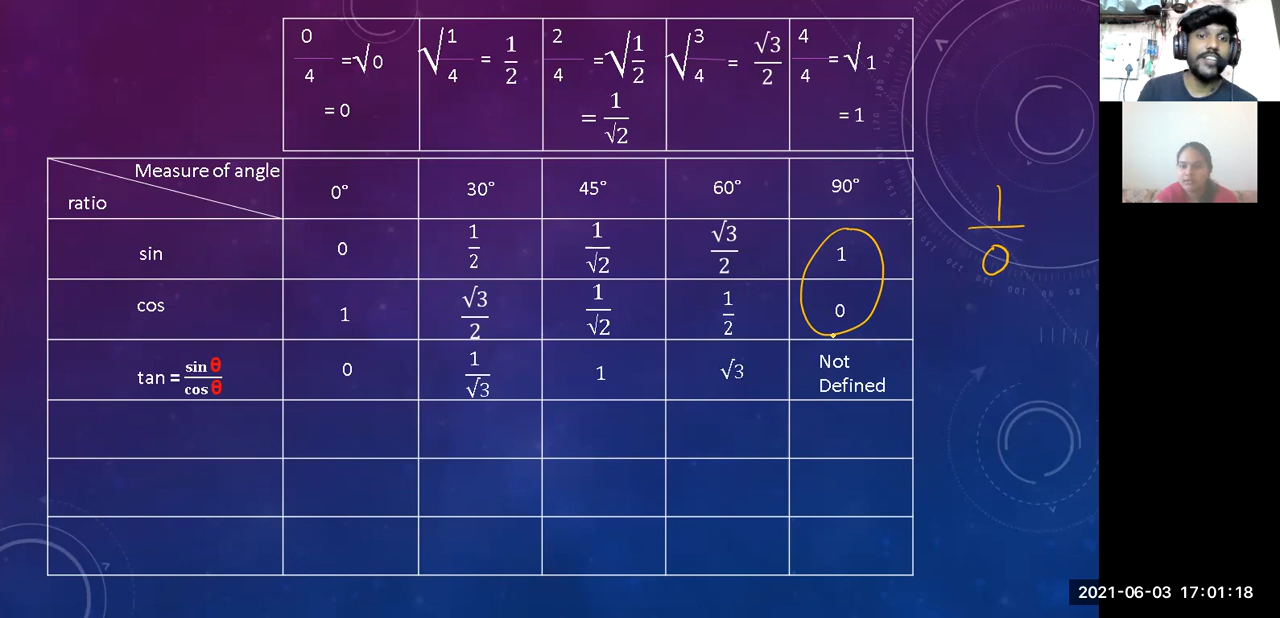 0/4 =√0 √1/4 = 1/2 2/4 =√1/2 √3/4 = √3/2 4/4 =√1
= 0 = 1/√2 = 1
Measure of angle
ratio 0° 30° 45° 60° 90°
sin 0 1/2 1/√2 √3/2 1
cos 1 √3/2 1/√2 1/2 0
tan = sin θ/cos θ 0 1/√3 1 √3 Not Defined
1/0
2021-06-03 17:01:18